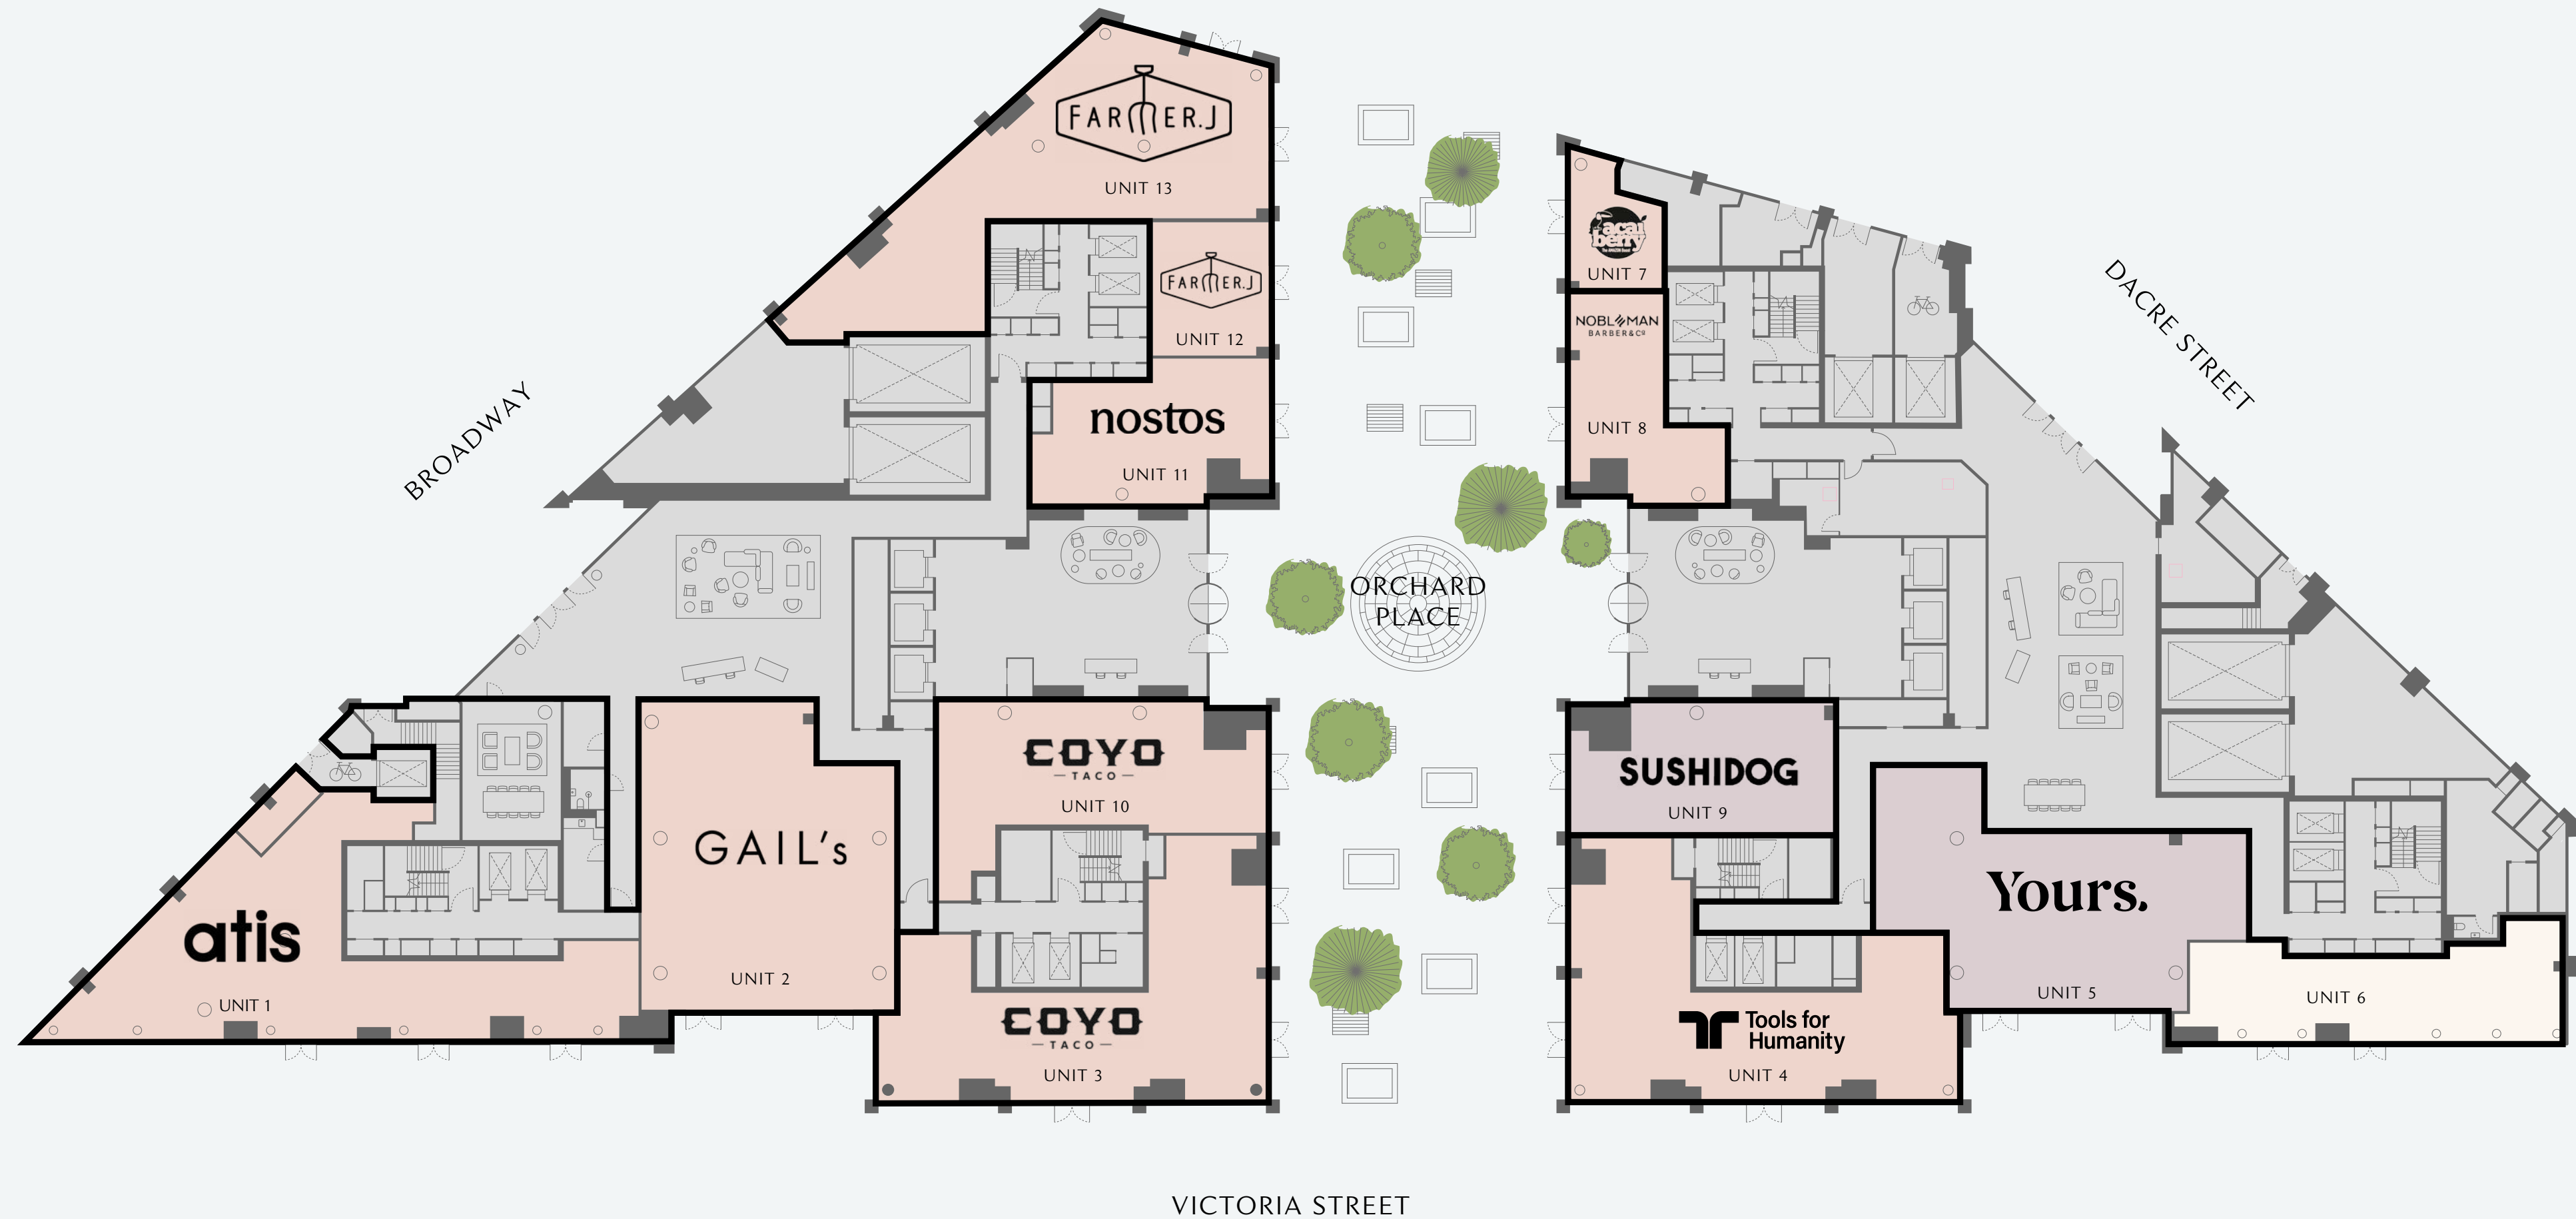 FARMER.J
UNIT 13
FARMER.J
UNIT 12
nostos
UNIT 11
BROADWAY
acai
berry
UNIT 7
NOBLEMAN
BARBER&Cº
UNIT 8
DACRE STREET
ORCHARD
PLACE
atis
UNIT 1
GAIL's
UNIT 2
COYO
TACO
UNIT 10
COYO
TACO
UNIT 3
SUSHIDOG
UNIT 9
Tools for
Humanity
UNIT 4
Yours.
UNIT 5
UNIT 6
VICTORIA STREET